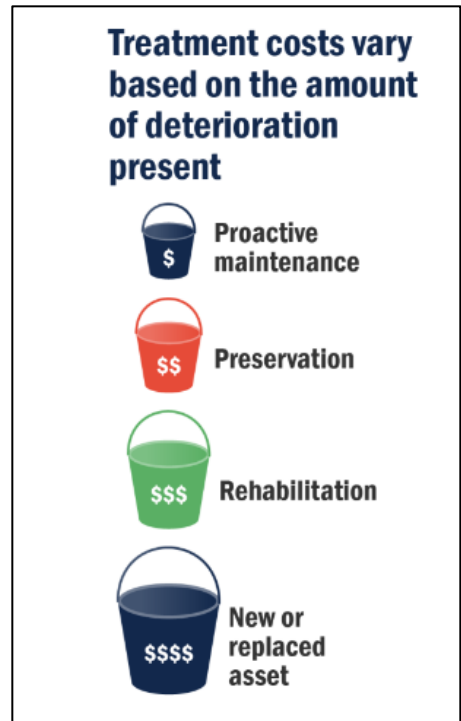 Treatment costs vary
based on the amount
of deterioration
present
$
Proactive
maintenance
$$
Preservation
$$$
Rehabilitation
$$$$
New or
replaced
asset